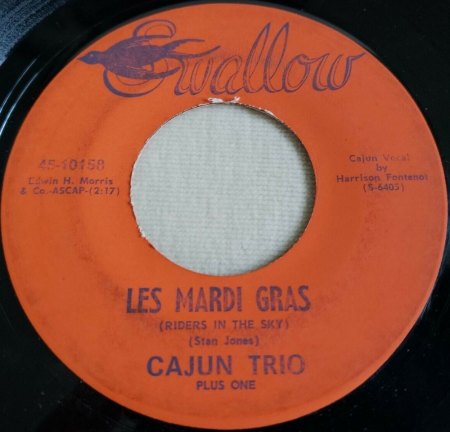 Swallow
45-10158
Edwin H. Morris
& Co.-ASCAP-(2:17)
Cajun Vocal
by
Harrison Fontenot
(S-6405)
LES MARDI GRAS
(RIDERS IN THE SKY)
(Stan Jones)
CAJUN TRIO
PLUS ONE